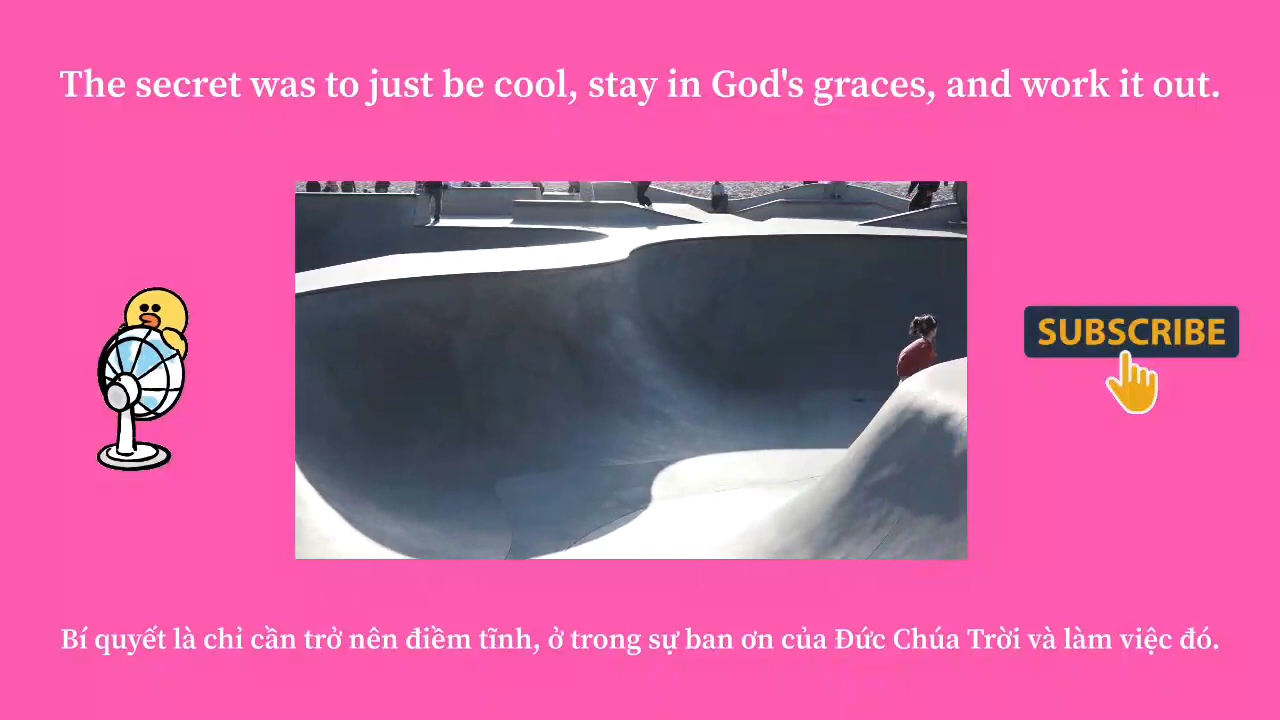 The secret was to just be cool, stay in God's graces, and work it out.
SUBSCRIBE
Bí quyết là chỉ cần trở nên điềm tĩnh, ở trong sự ban ơn của Đức Chúa Trời và làm việc đó.